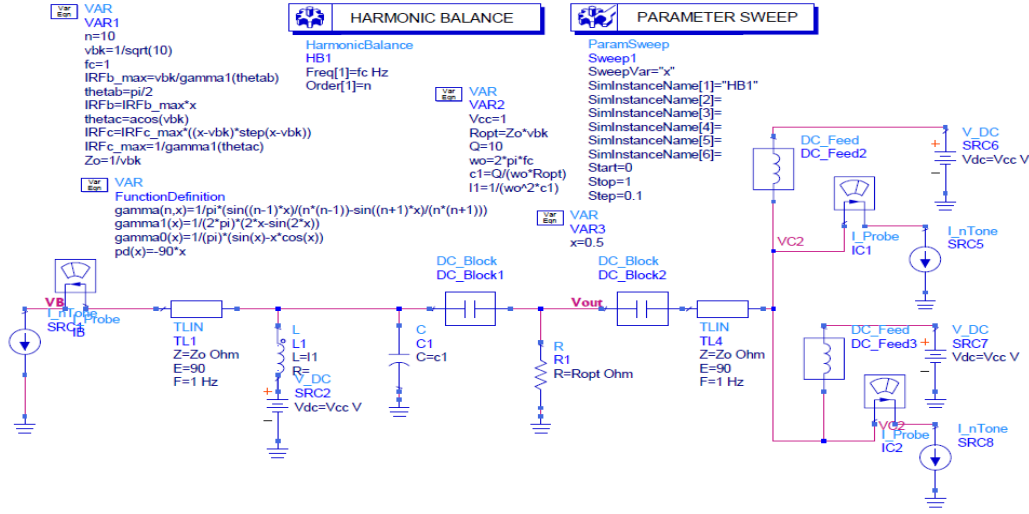 Var Eqn
VAR
VAR1
n=10
vbk=1/sqrt(10)
fc=1
IRFb_max=vbk/gamma1(thetab)
thetab=pi/2
IRFb=IRFb_max*x
thetac=acos(vbk)
IRFc=IRFc_max*((x-vbk)*step(x-vbk))
IRFc_max=1/gamma1(thetac)
Zo=1/vbk
HARMONIC BALANCE
HarmonicBalance
HB1
Freq[1]=fc Hz
Order[1]=n
PARAMETER SWEEP
ParamSweep
Sweep1
SweepVar="x"
SimInstanceName[1]="HB1"
SimInstanceName[2]=
SimInstanceName[3]=
SimInstanceName[4]=
SimInstanceName[5]=
SimInstanceName[6]=
Start=0
Stop=1
Step=0.1
Var Eqn
VAR
VAR2
Vcc=1
Ropt=Zo*vbk
Q=10
wo=2*pi*fc
c1=Q/(wo*Ropt)
l1=1/(wo^2*c1)
Var Eqn
VAR
FunctionDefinition
gamma(n,x)=1/pi*(sin((n-1)*x)/(n*(n-1))-sin((n+1)*x)/(n*(n+1)))
gamma1(x)=1/(2*pi)*(2*x-sin(2*x))
gamma0(x)=1/(pi)*(sin(x)-x*cos(x))
pd(x)=-90*x
Var Eqn
VAR
VAR3
x=0.5
DC_Feed
DC_Feed2
V_DC
SRC6
Vdc=Vcc V
VC2
I_Probe
IC1
I_nTone
SRC5
VB
I_nTone
SRC1
I_Probe
IB
TLIN
TL1
Z=Zo Ohm
E=90
F=1 Hz
L
L1
L=l1
R=
V_DC
SRC2
Vdc=Vcc V
C
C1
C=c1
DC_Block
DC_Block1
R
R1
R=Ropt Ohm
Vout
DC_Block
DC_Block2
TLIN
TL4
Z=Zo Ohm
E=90
F=1 Hz
DC_Feed
DC_Feed3
V_DC
SRC7
Vdc=Vcc V
VC2
I_Probe
IC2
I_nTone
SRC8